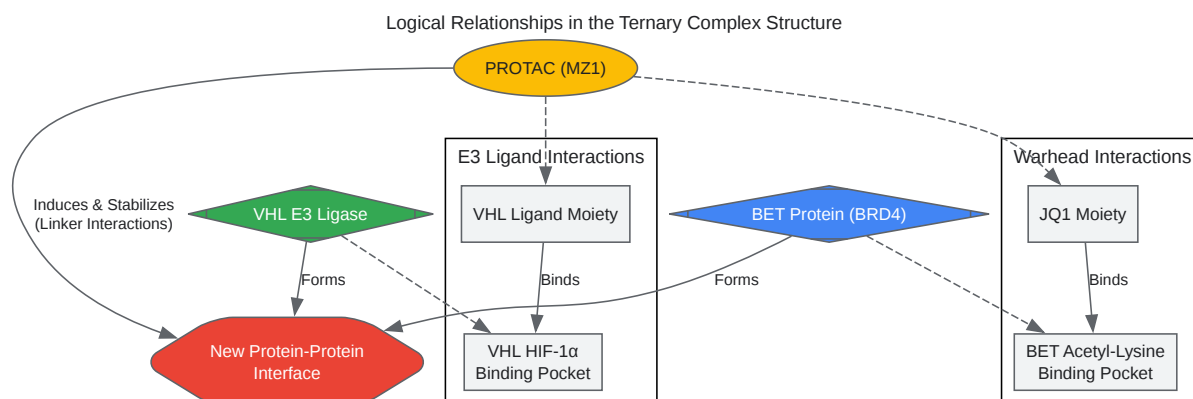 Logical Relationships in the Ternary Complex Structure
PROTAC (MZ1)
E3 Ligand Interactions
Warhead Interactions
Induces & Stabilizes
(Linker Interactions)
VHL E3 Ligase
VHL Ligand Moiety
BET Protein (BRD4)
JQ1 Moiety
Forms
Binds
Forms
Binds
New Protein-Protein
Interface
VHL HIF-1α
Binding Pocket
BET Acetyl-Lysine
Binding Pocket